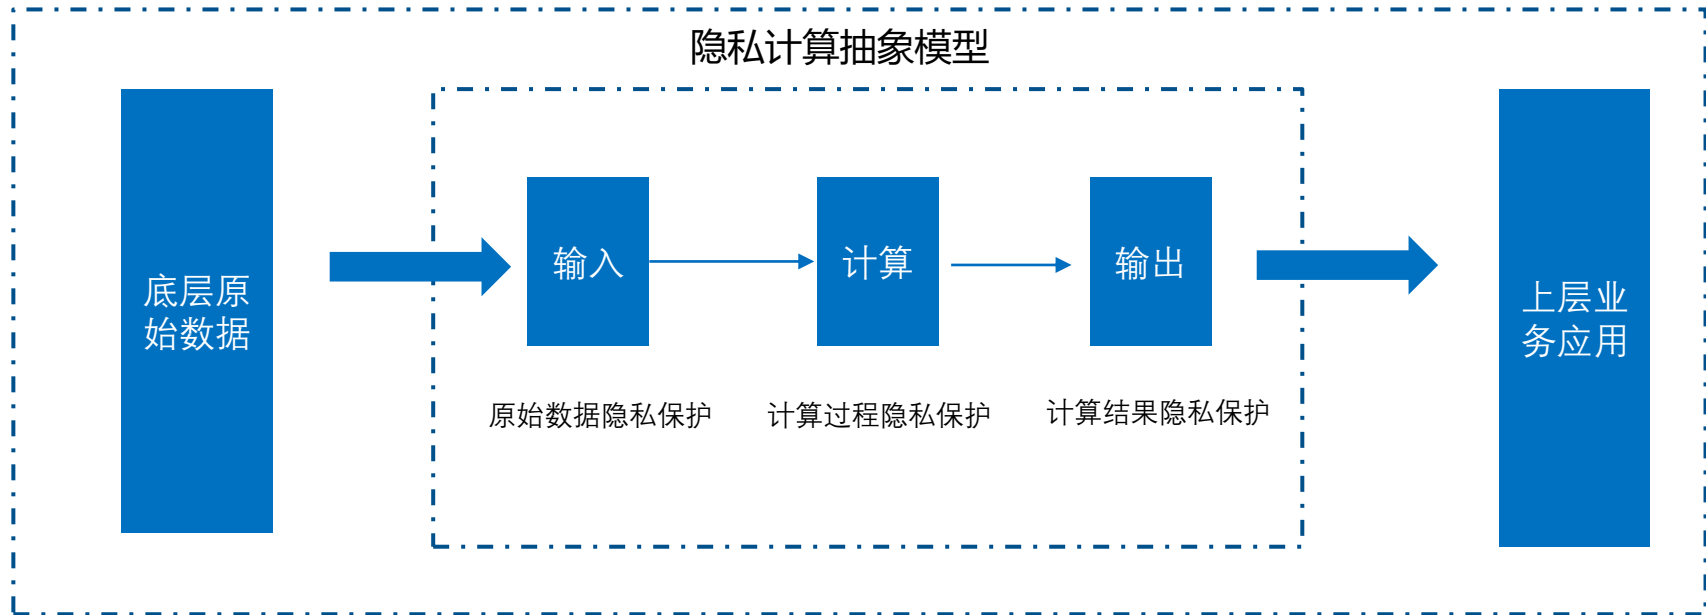 隐私计算抽象模型
底层原
始数据
输入
计算
输出
上层业
务应用
原始数据隐私保护
计算过程隐私保护
计算结果隐私保护